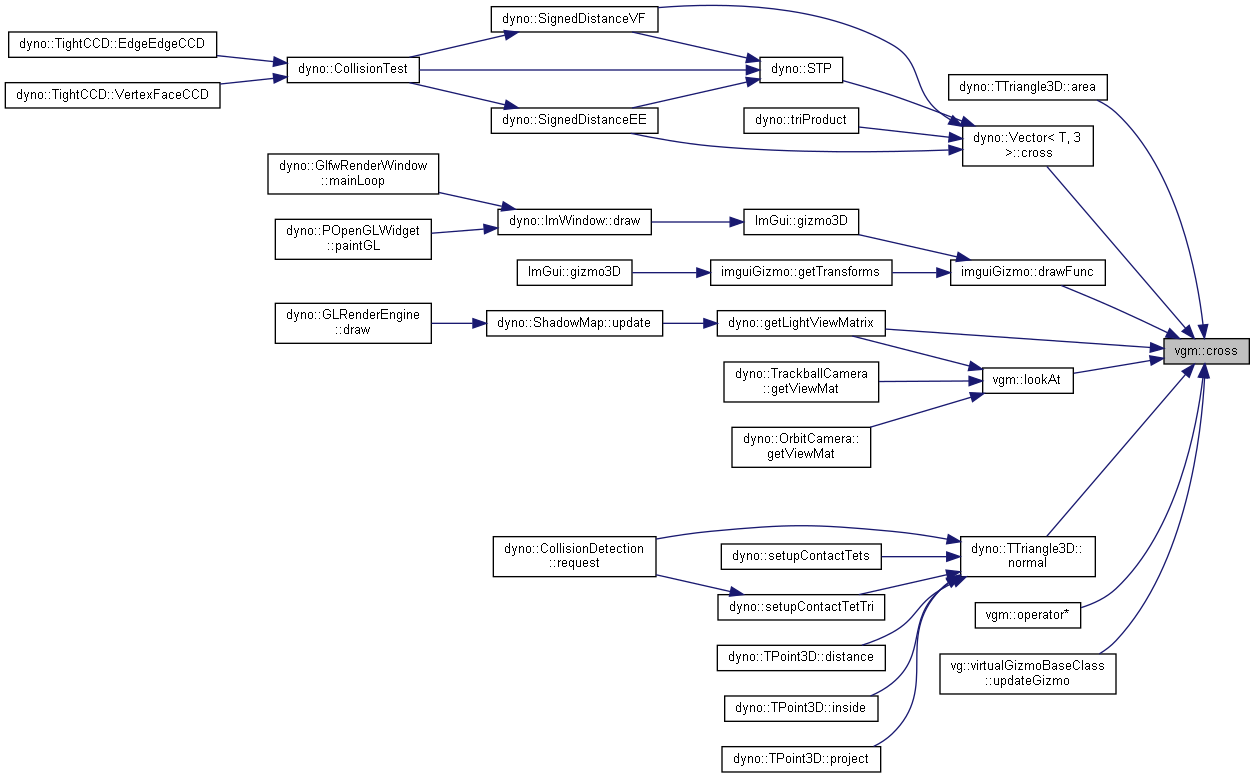 dyno::SignedDistanceVF
dyno::TightCCD::EdgeEdgeCCD
dyno::CollisionTest
dyno::STP
dyno::TightCCD::VertexFaceCCD
dyno::TTriangle3D::area
dyno::SignedDistanceEE
dyno::triProduct
dyno::Vector< T, 3
>::cross
dyno::GlfwRenderWindow
::mainLoop
dyno::ImWindow::draw
ImGui::gizmo3D
dyno::POpenGLWidget
::paintGL
ImGui::gizmo3D
imguiGizmo::getTransforms
imguiGizmo::drawFunc
dyno::GLRenderEngine
::draw
dyno::ShadowMap::update
dyno::getLightViewMatrix
vgm::cross
dyno::TrackballCamera
::getViewMat
vgm::lookAt
dyno::OrbitCamera::
getViewMat
dyno::CollisionDetection
::request
dyno::setupContactTets
dyno::TTriangle3D::
normal
dyno::setupContactTetTri
vgm::operator*
dyno::TPoint3D::distance
vg::virtualGizmoBaseClass
::updateGizmo
dyno::TPoint3D::inside
dyno::TPoint3D::project